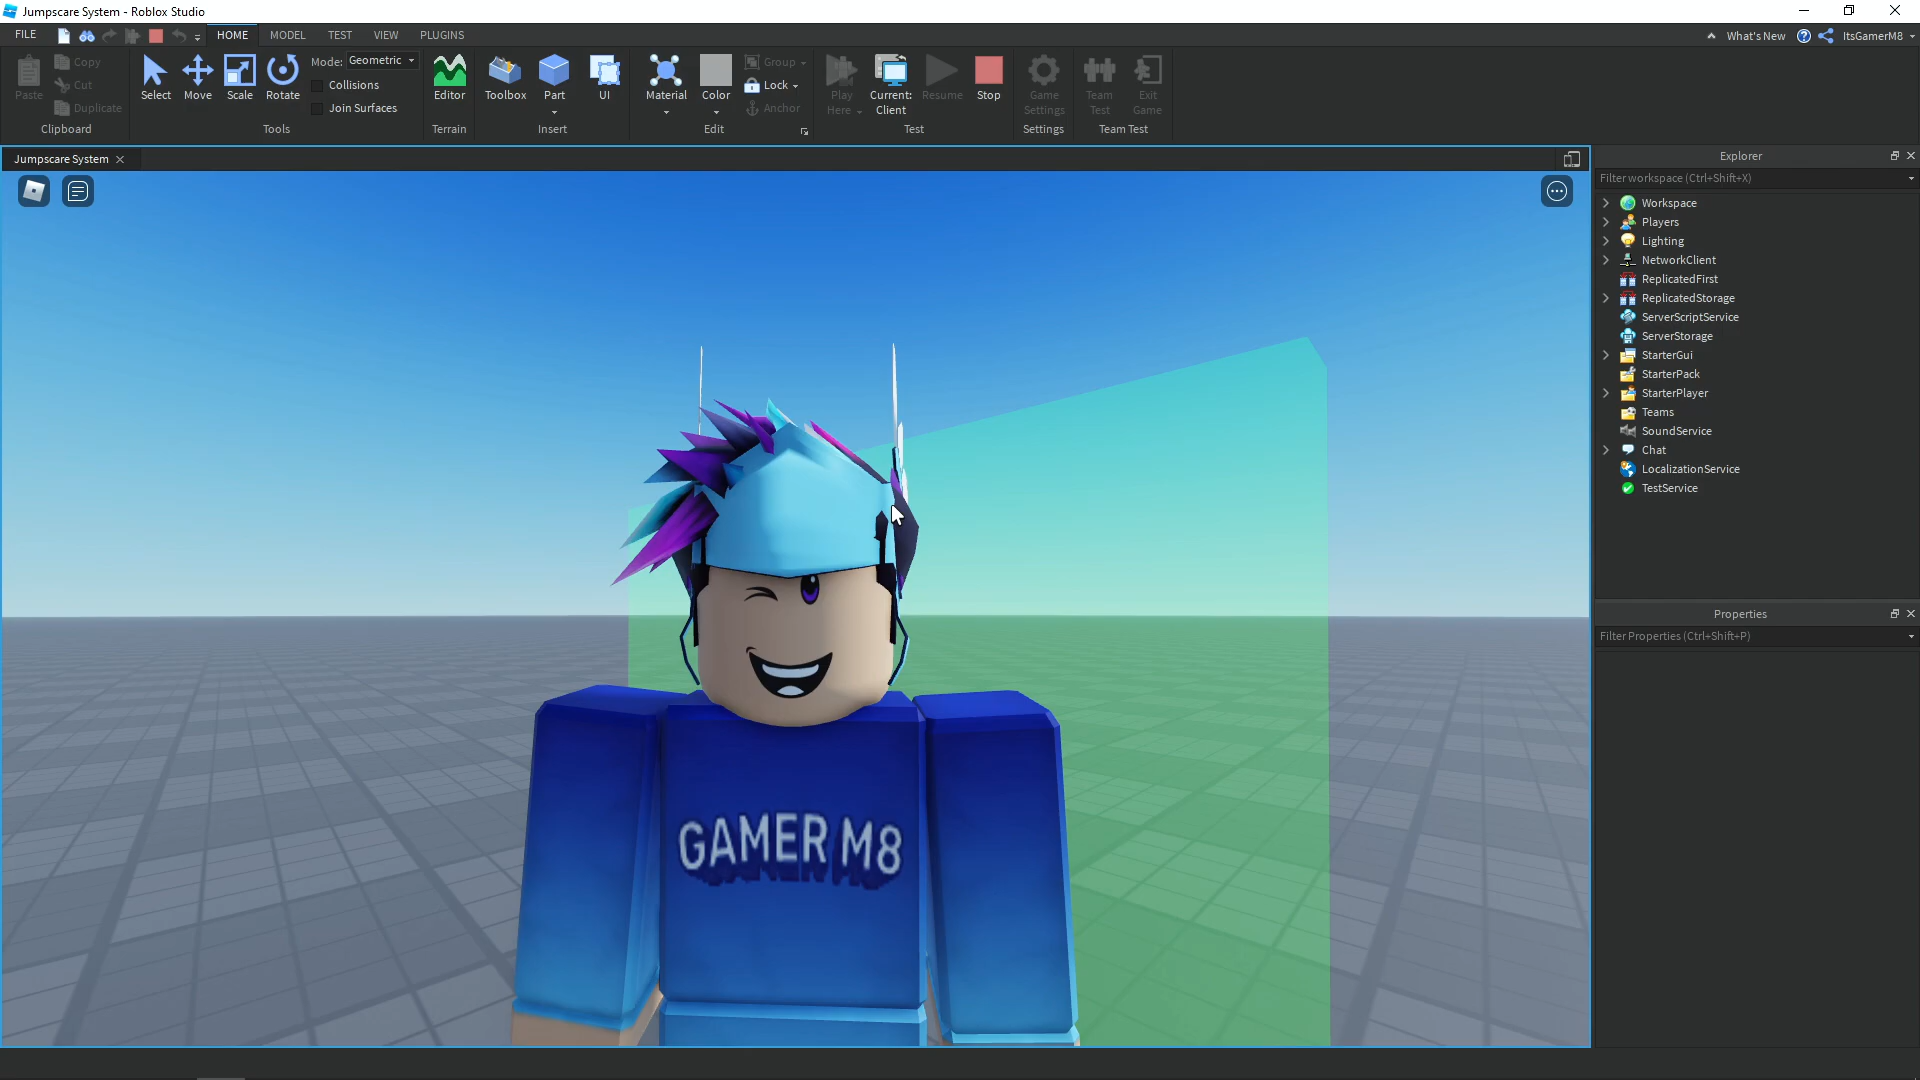 Jumpscare System - Roblox Studio
FILE HOME MODEL TEST VIEW PLUGINS What's New ItsGamerM8
Paste Copy Cut Duplicate
Clipboard
Select Move Scale Rotate
Mode: Geometric
Collisions
Join Surfaces
Tools
Editor
Terrain
Toolbox Part UI
Insert
Material Color Group Lock Anchor
Edit
Play Here Current: Client Resume Stop
Test
Game Settings
Settings
Team Test Exit Game
Team Test
Jumpscare System
GAMER M8
Explorer
Filter workspace (Ctrl+Shift+X)
Workspace
Players
Lighting
NetworkClient
ReplicatedFirst
ReplicatedStorage
ServerScriptService
ServerStorage
StarterGui
StarterPack
StarterPlayer
Teams
SoundService
Chat
LocalizationService
TestService
Properties
Filter Properties (Ctrl+Shift+P)